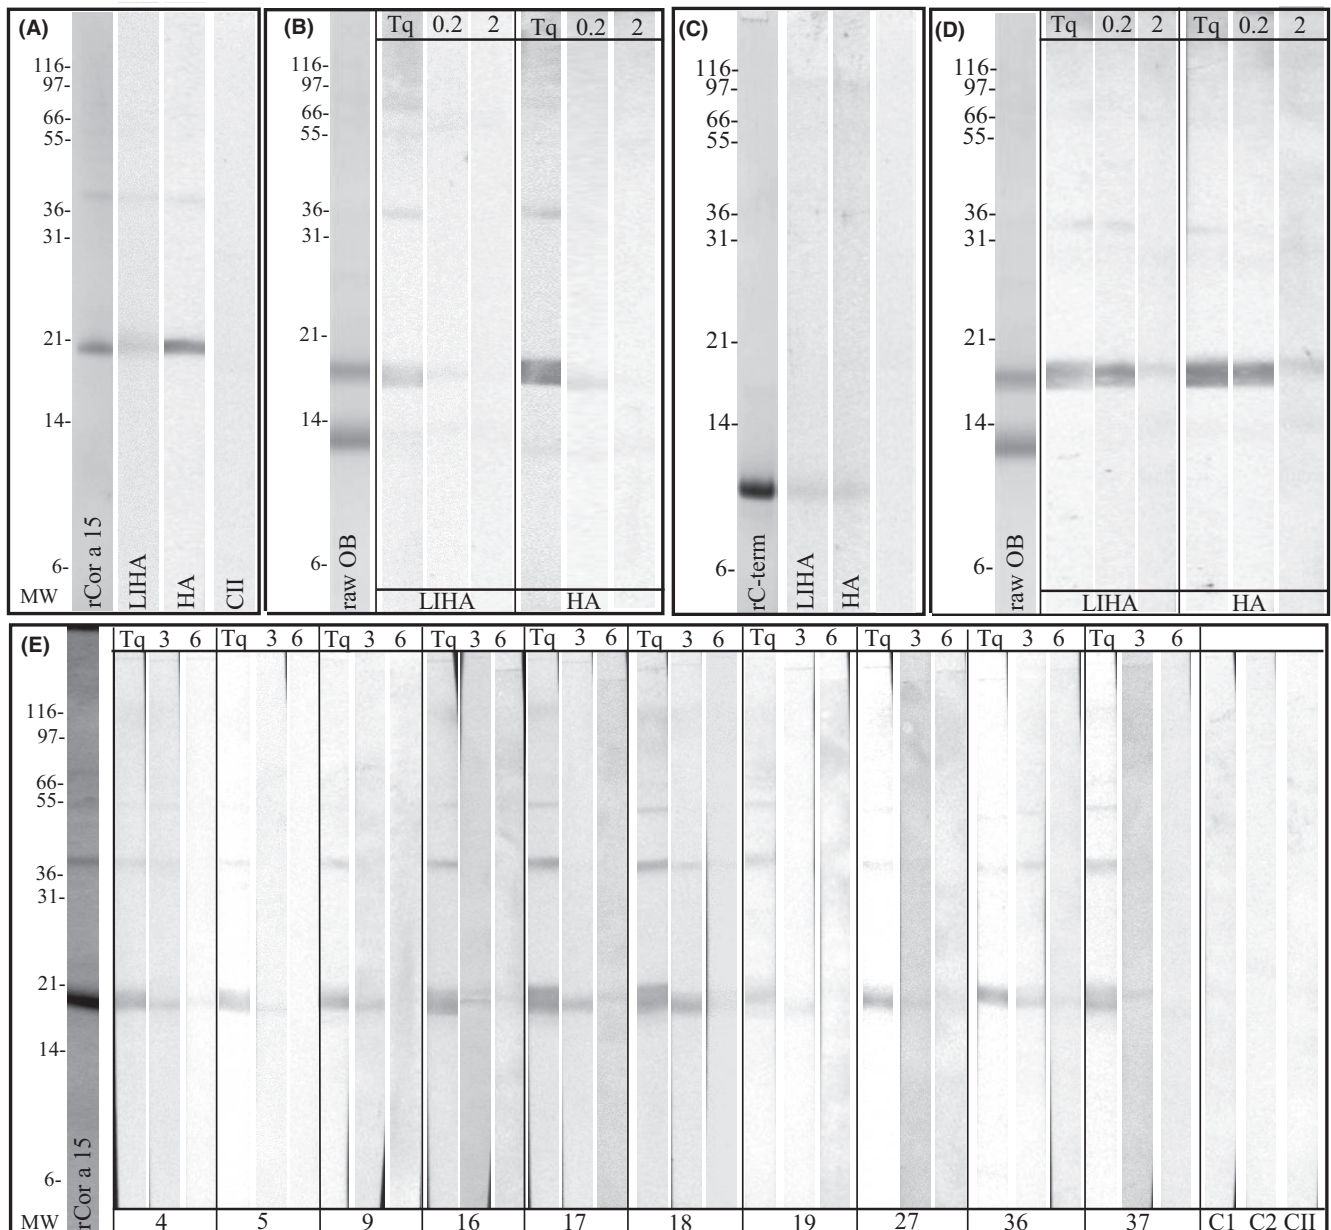 (A)
116-
97-
66-
55-
36-
31-
21-
14-
6-
MW
rCor a 15
LIHA
HA
CII
(B)
Tq 0.2 2 Tq 0.2 2
116-
97-
66-
55-
36-
31-
21-
14-
6-
raw OB
LIHA HA
(C)
116-
97-
66-
55-
36-
31-
21-
14-
6-
rC-term
LIHA
HA
(D)
Tq 0.2 2 Tq 0.2 2
116-
97-
66-
55-
36-
31-
21-
14-
6-
raw OB
LIHA HA
(E)
Tq 3 6 Tq 3 6 Tq 3 6 Tq 3 6 Tq 3 6 Tq 3 6 Tq 3 6 Tq 3 6 Tq 3 6 Tq 3 6
116-
97-
66-
55-
36-
31-
21-
14-
6-
MW
rCor a 15
4 5 9 16 17 18 19 27 36 37 C1 C2 CII